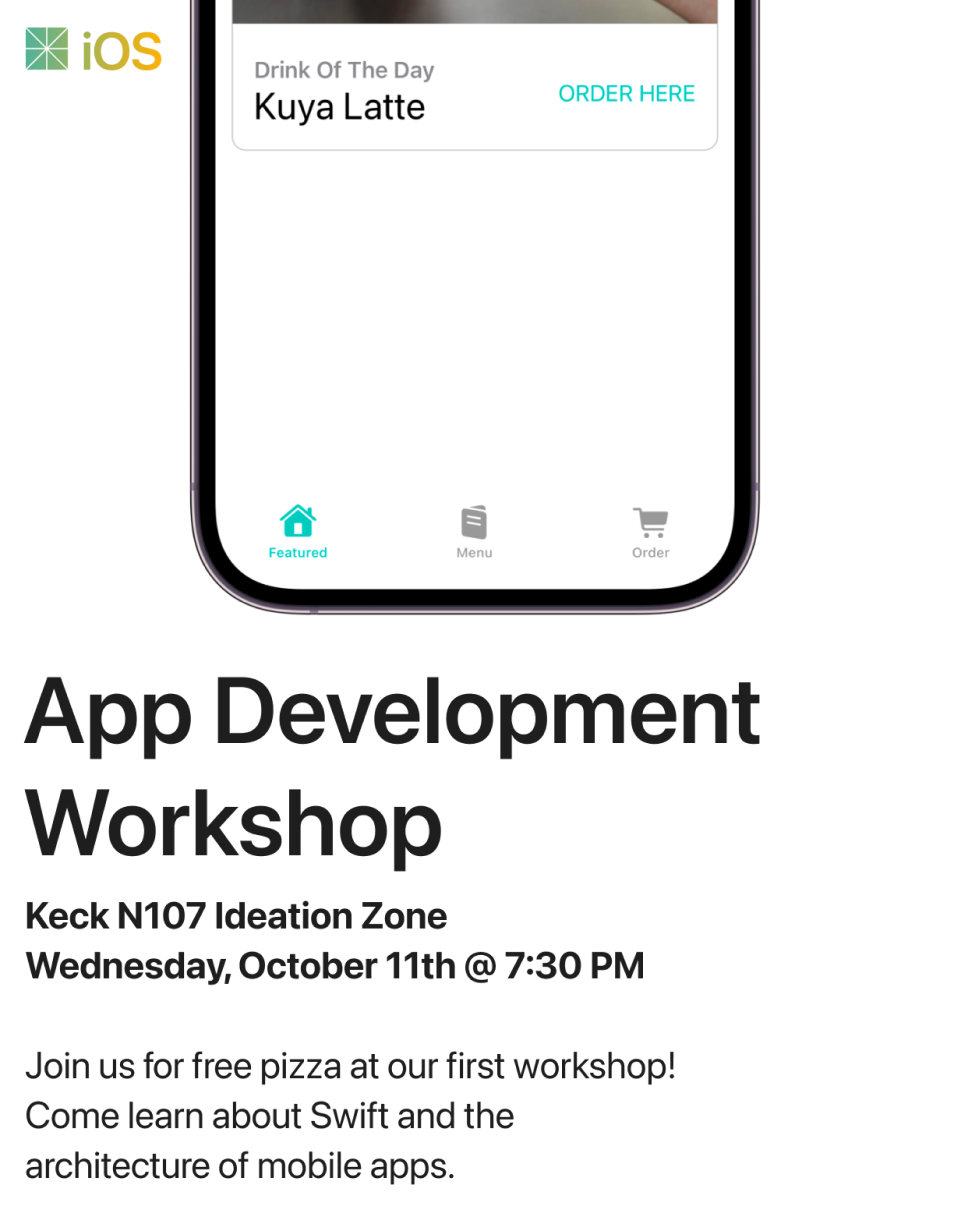 iOS
Drink Of The Day
Kuya Latte
ORDER HERE
Featured
Menu
Order
App Development
Workshop
Keck N107 Ideation Zone
Wednesday, October 11th @ 7:30 PM
Join us for free pizza at our first workshop!
Come learn about Swift and the
architecture of mobile apps.